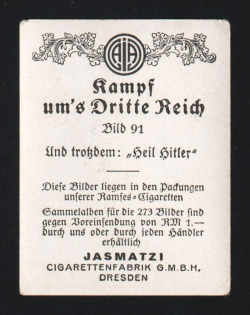 AJA
Kampf
um's Dritte Reich
Bild 91
Und trotzdem: „Heil Hitler"
Diese Bilder liegen in den Packungen
unserer Ramses-Cigaretten
Sammelalben für die 273 Bilder sind
gegen Voreinsendung von RM 1.—
durch uns oder durch jeden Händler
erhältlich
JASMATZI
CIGARETTENFABRIK G.M.B.H.
DRESDEN